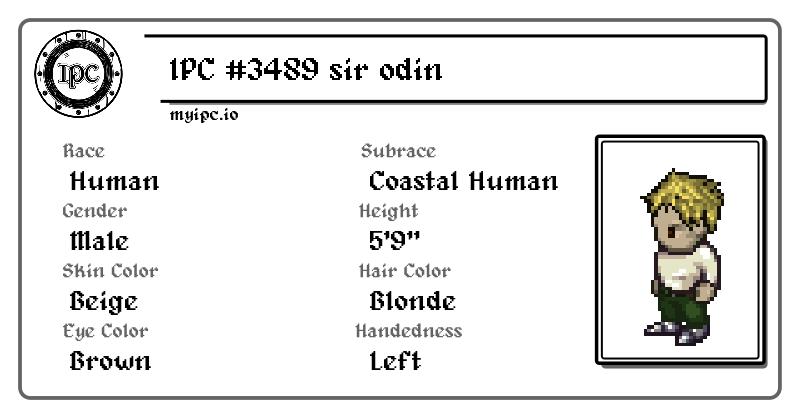 IPC
IPC #3489 sir odin
myipc.io
Race
Human
Subrace
Coastal Human
Gender
Male
Height
5'9"
Skin Color
Beige
Hair Color
Blonde
Eye Color
Brown
Handedness
Left